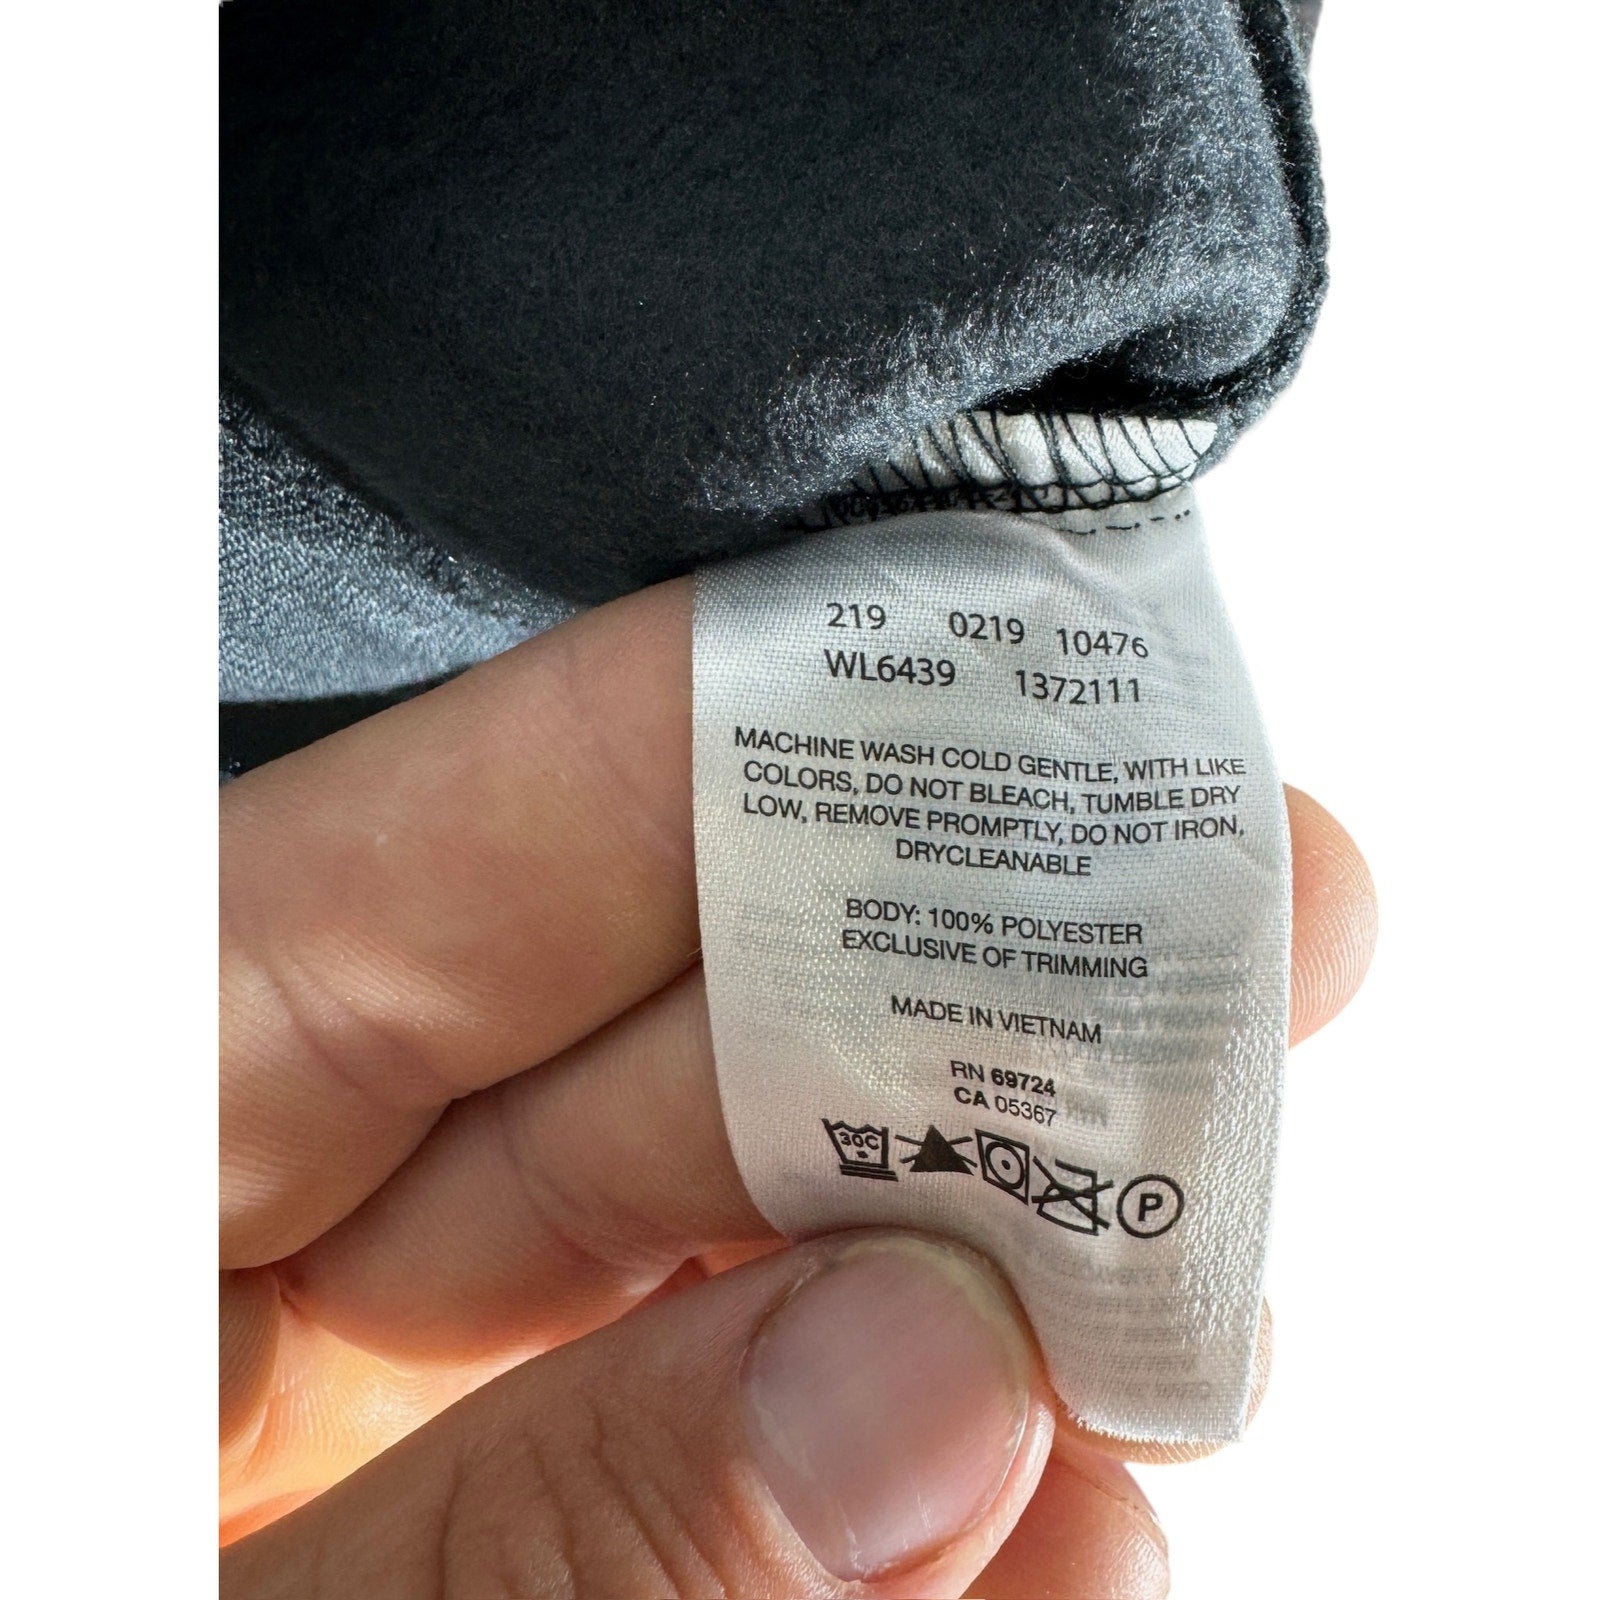 219 0219 10476
WL6439 1372111
MACHINE WASH COLD GENTLE, WITH LIKE
COLORS, DO NOT BLEACH, TUMBLE DRY
LOW, REMOVE PROMPTLY, DO NOT IRON,
DRYCLEANABLE
BODY: 100% POLYESTER
EXCLUSIVE OF TRIMMING
MADE IN VIETNAM
RN 69724
CA 05367
30C P